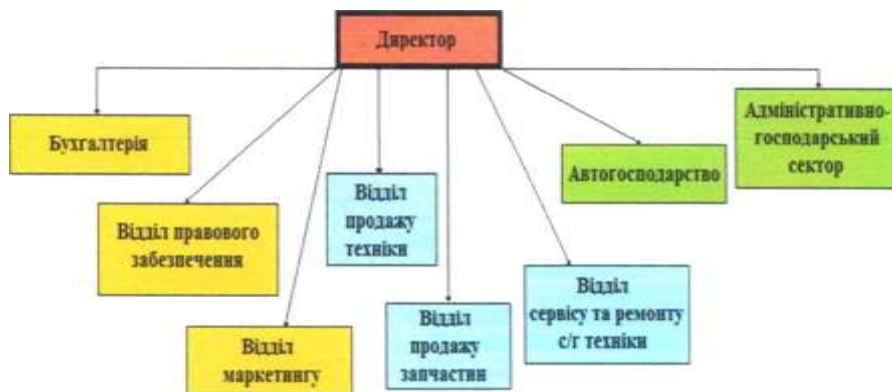 Директор
Бухгалтерія
Адміністративно-
господарський
сектор
Автогосподарство
Відділ
продажу
техніки
Відділ правового
забезпечення
Відділ
сервісу та ремонту
с/г техніки
Відділ
маркетингу
Відділ
продажу
запчастин